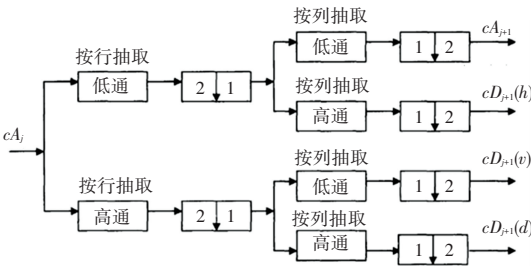 按列抽取
cA_{j+1}
低通
1↓2
按行抽取
低通
2↓1
按列抽取
高通
1↓2
cD_{j+1}(h)
cA_j
按行抽取
高通
2↓1
按列抽取
低通
1↓2
cD_{j+1}(v)
按列抽取
高通
1↓2
cD_{j+1}(d)